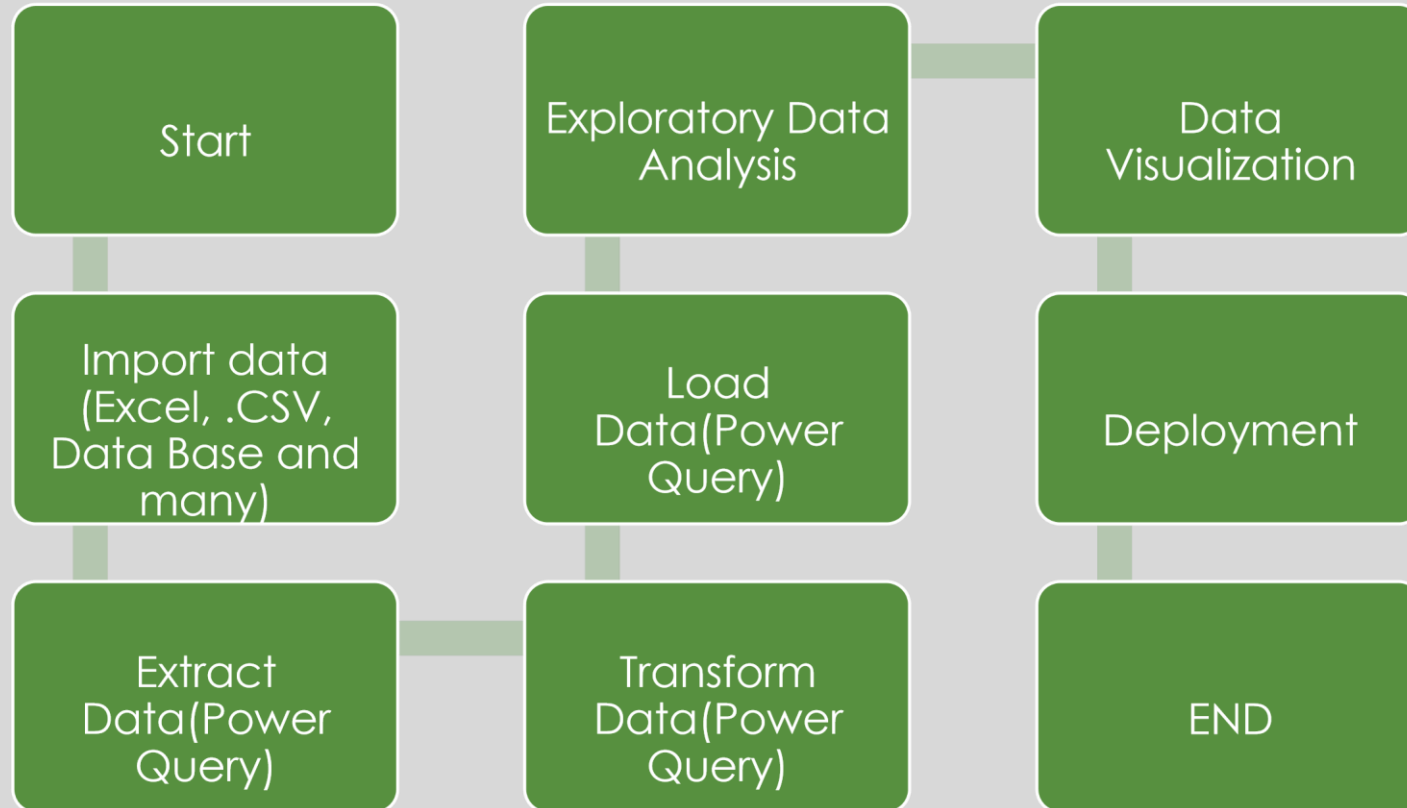 Start
Import data
(Excel, .CSV,
Data Base and
many)
Extract
Data(Power
Query)
Transform
Data(Power
Query)
Load
Data(Power
Query)
Exploratory Data
Analysis
Data
Visualization
Deployment
END